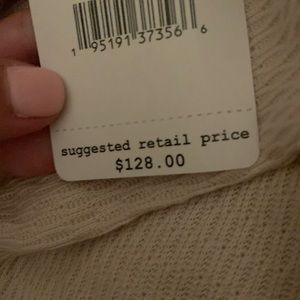 1 95191 37356 6
suggested retail price
$128.00